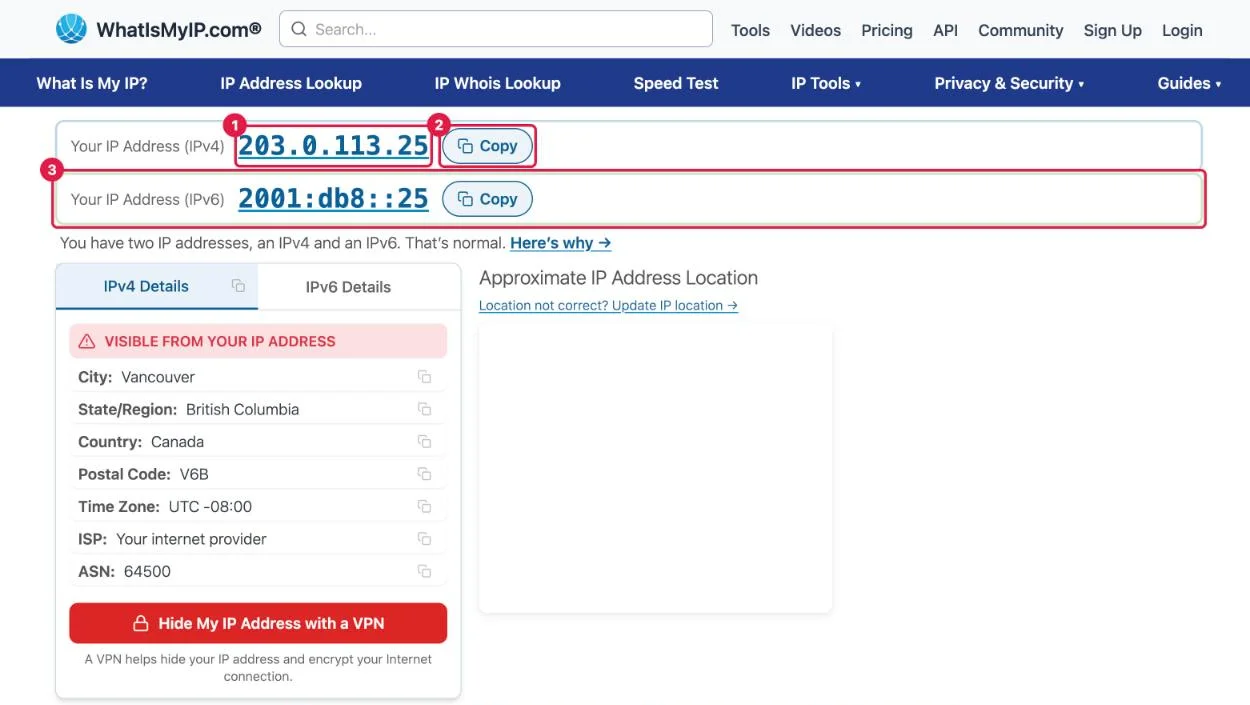 WhatIsMyIP.com®
Search...
Tools Videos Pricing API Community Sign Up Login
What Is My IP? IP Address Lookup IP Whois Lookup Speed Test IP Tools ▾ Privacy & Security ▾ Guides ▾
1 2
Your IP Address (IPv4) 203.0.113.25 Copy
3
Your IP Address (IPv6) 2001:db8::25 Copy
You have two IP addresses, an IPv4 and an IPv6. That’s normal. Here’s why →
IPv4 Details IPv6 Details
VISIBLE FROM YOUR IP ADDRESS
City: Vancouver
State/Region: British Columbia
Country: Canada
Postal Code: V6B
Time Zone: UTC -08:00
ISP: Your internet provider
ASN: 64500
Hide My IP Address with a VPN
A VPN helps hide your IP address and encrypt your Internet
connection.
Approximate IP Address Location
Location not correct? Update IP location →